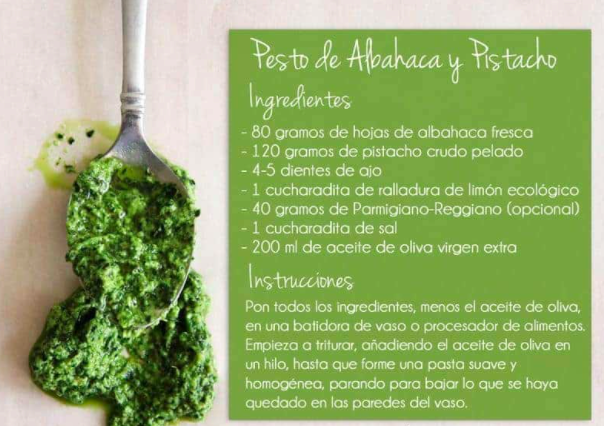 Pesto de Albahaca y Pistacho
Ingredientes
- 80 gramos de hojas de albahaca fresca
- 120 gramos de pistacho crudo pelado
- 4-5 dientes de ajo
- 1 cucharadita de ralladura de limón ecológico
- 40 gramos de Parmigiano-Reggiano (opcional)
- 1 cucharadita de sal
- 200 ml de aceite de oliva virgen extra
Instrucciones
Pon todos los ingredientes, menos el aceite de oliva,
en una batidora de vaso o procesador de alimentos.
Empieza a triturar, añadiendo el aceite de oliva en
un hilo, hasta que forme una pasta suave y
homogénea, parando para bajar lo que se haya
quedado en las paredes del vaso.